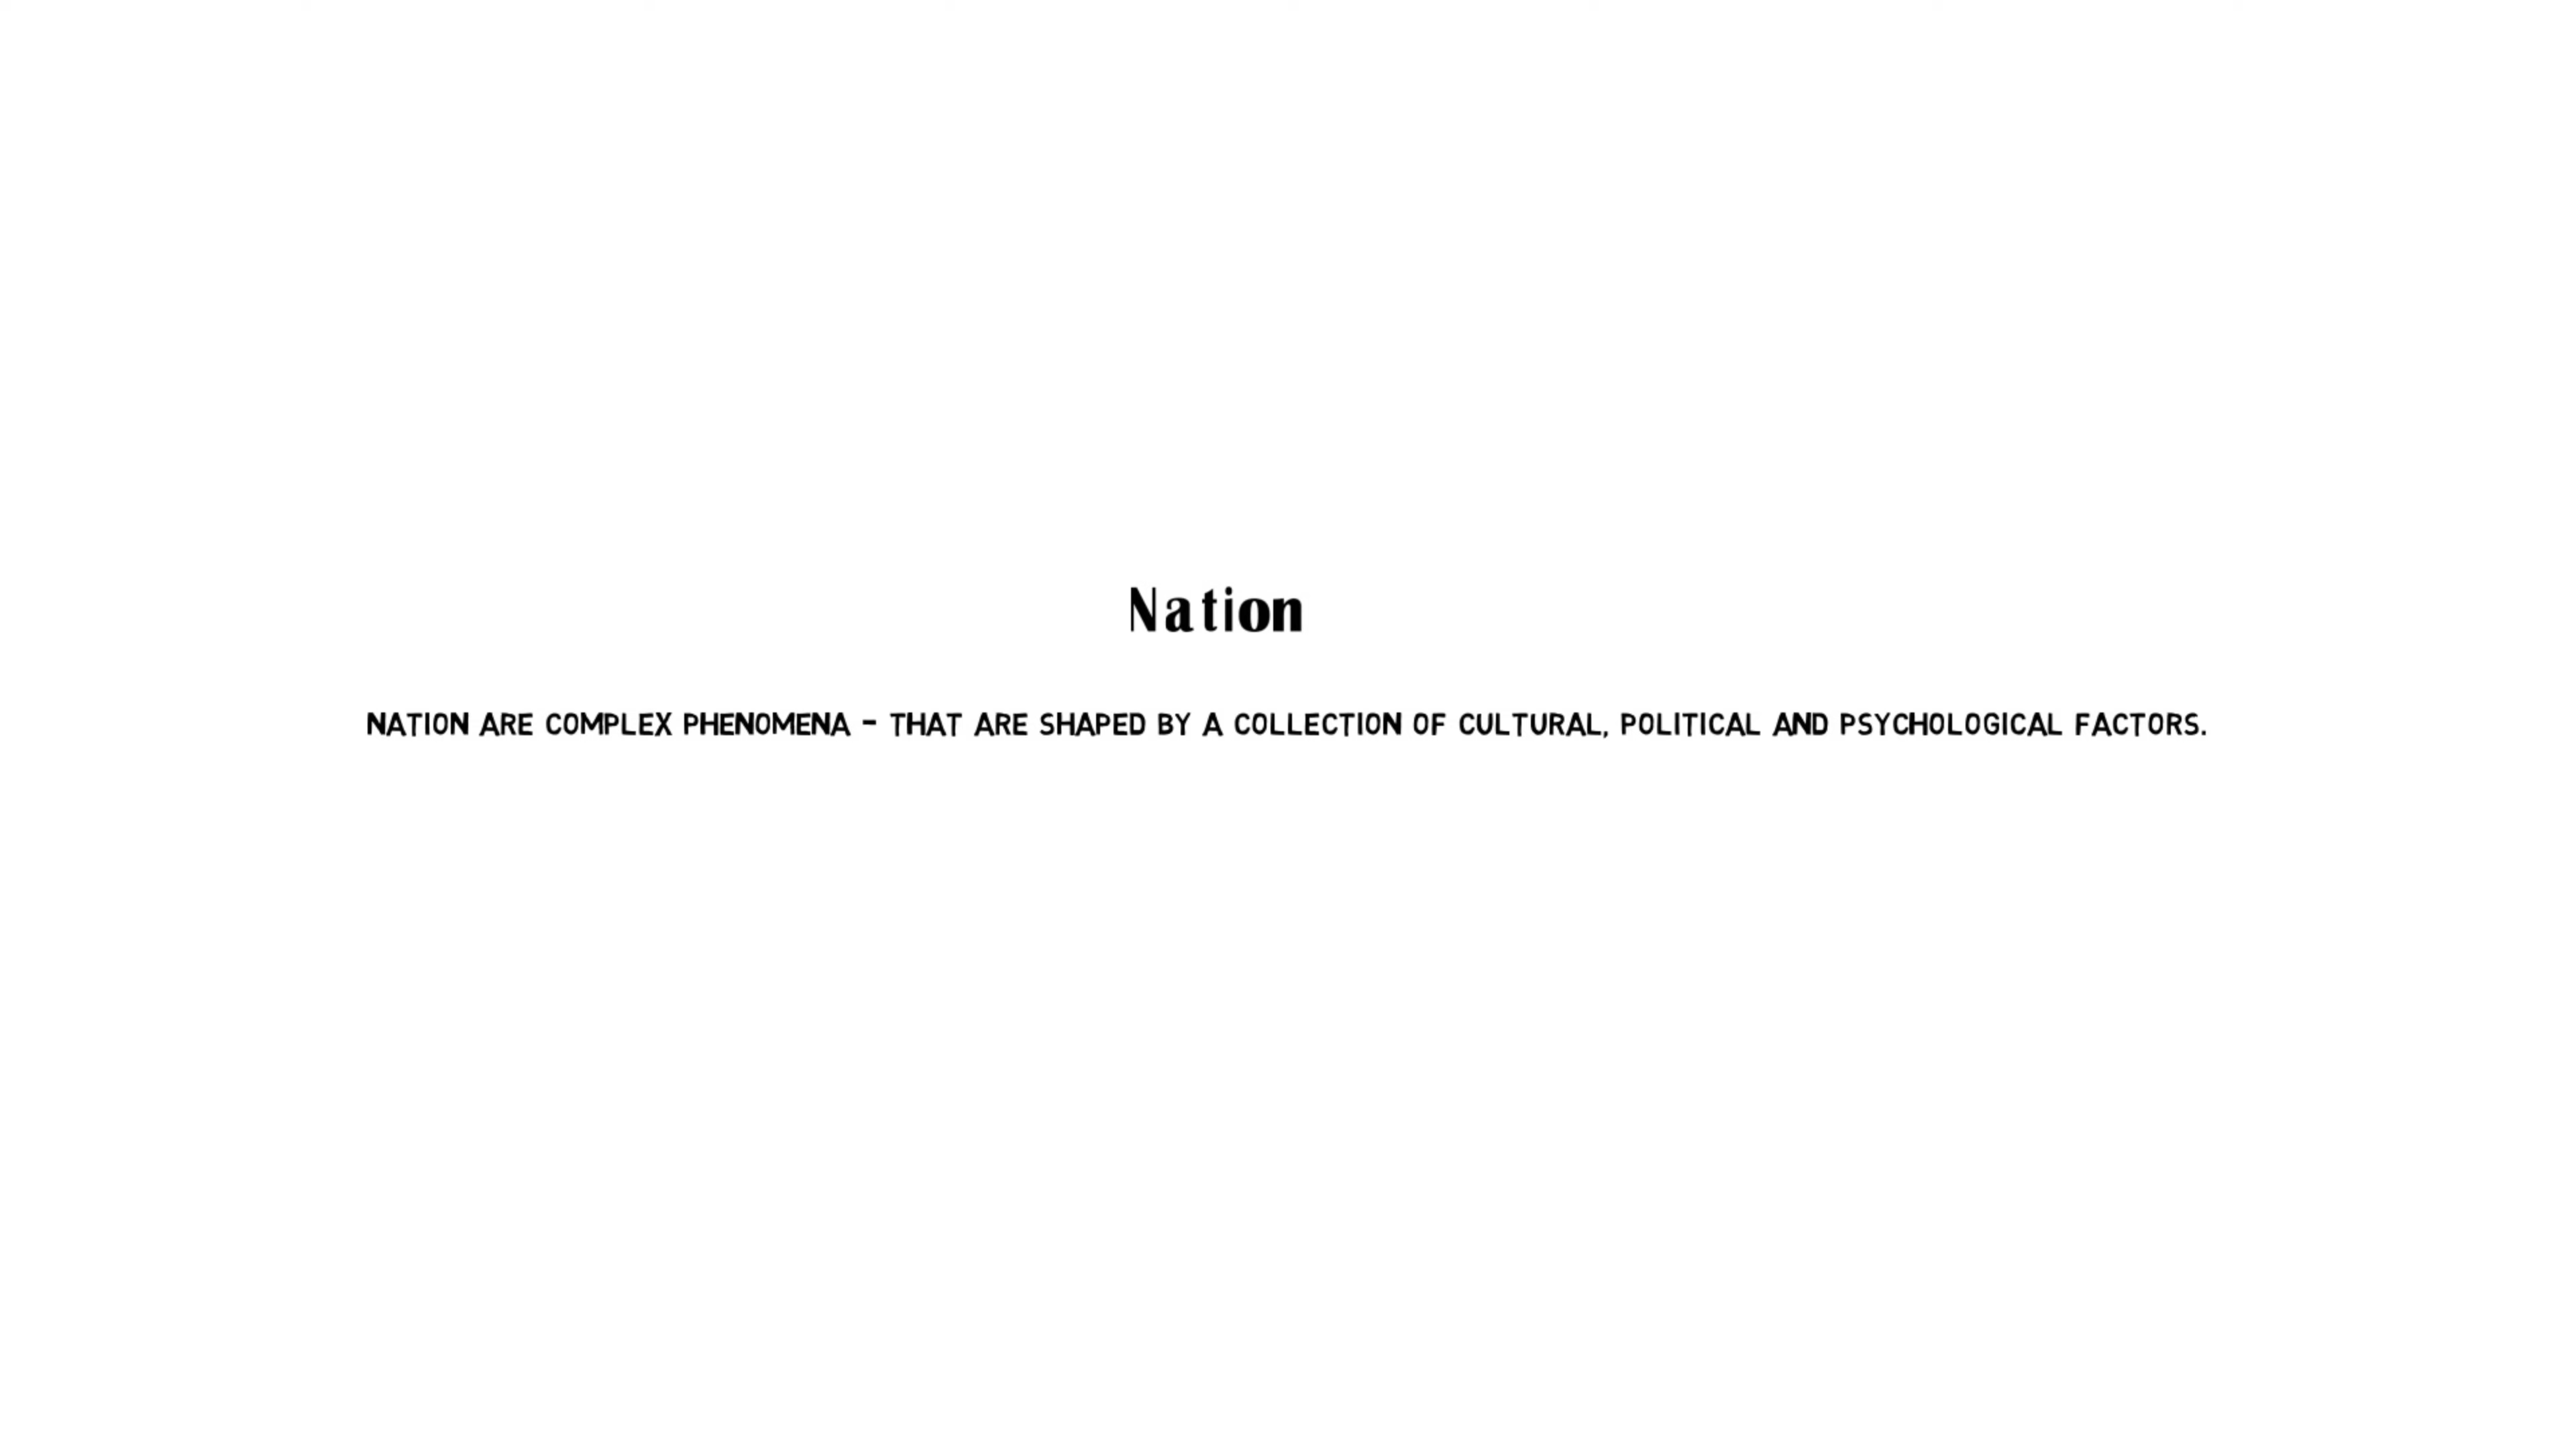 Nation
NATION ARE COMPLEX PHENOMENA - THAT ARE SHAPED BY A COLLECTION OF CULTURAL, POLITICAL AND PSYCHOLOGICAL FACTORS.